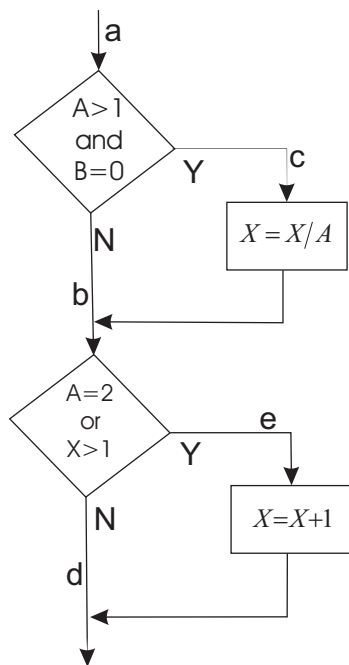 a
A>1
and
B=0
Y
c
X = X/A
N
b
A=2
or
X>1
Y
e
X=X+1
N
d